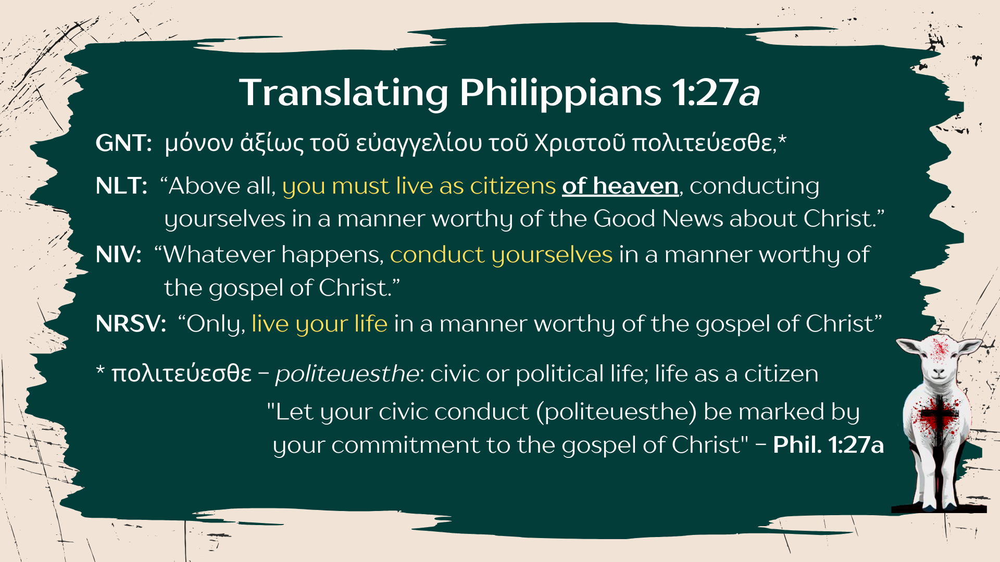 Translating Philippians 1:27a
GNT: μόνον ἀξίως τοῦ εὐαγγελίου τοῦ Χριστοῦ πολιτεύεσθε,*
NLT: “Above all, you must live as citizens of heaven, conducting
yourselves in a manner worthy of the Good News about Christ.”
NIV: “Whatever happens, conduct yourselves in a manner worthy of
the gospel of Christ.”
NRSV: “Only, live your life in a manner worthy of the gospel of Christ”
* πολιτεύεσθε – politeuesthe: civic or political life; life as a citizen
"Let your civic conduct (politeuesthe) be marked by
your commitment to the gospel of Christ" – Phil. 1:27a